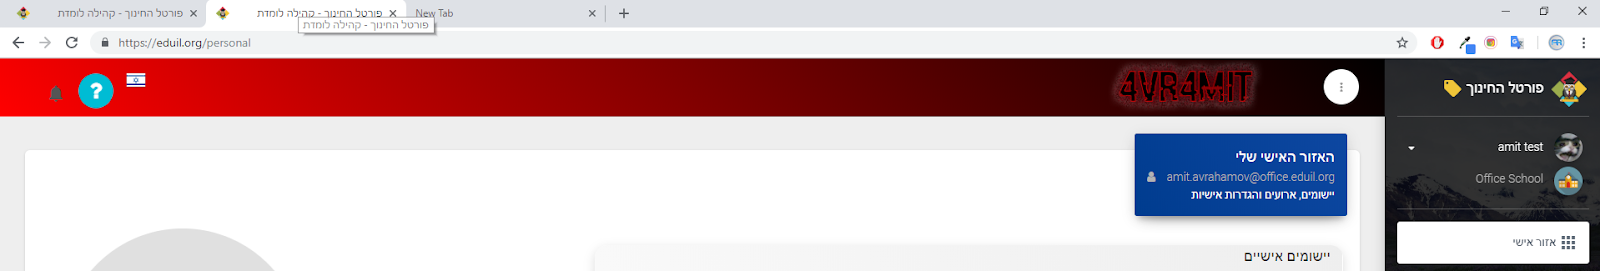 פורטל החינוך - קהילה לומדת
פורטל החינוך - קהילה לומדת
New Tab
פורטל החינוך - קהילה לומדת
https://eduil.org/personal
?
4VR4MIT
פורטל החינוך
amit test
Office School
אזור אישי
האזור האישי שלי
amit.avrahamov@office.eduil.org
יישומים, ארועים והגדרות אישיות
יישומים אישיים